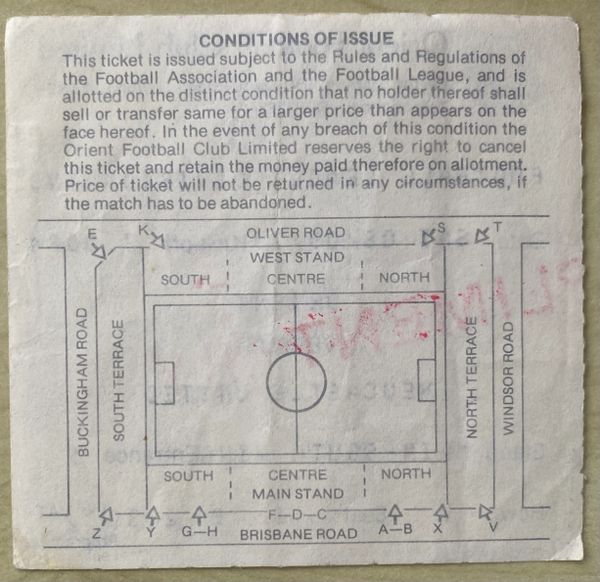 CONDITIONS OF ISSUE
This ticket is issued subject to the Rules and Regulations of
the Football Association and the Football League, and is
allotted on the distinct condition that no holder thereof shall
sell or transfer same for a larger price than appears on the
face hereof. In the event of any breach of this condition the
Orient Football Club Limited reserves the right to cancel
this ticket and retain the money paid therefore on allotment.
Price of ticket will not be returned in any circumstances, if
the match has to be abandoned.
E K OLIVER ROAD S T
WEST STAND
SOUTH CENTRE NORTH
BUCKINGHAM ROAD
SOUTH TERRACE
NORTH TERRACE
WINDSOR ROAD
SOUTH CENTRE NORTH
MAIN STAND
F—D—C
Z Y G—H BRISBANE ROAD A—B X V